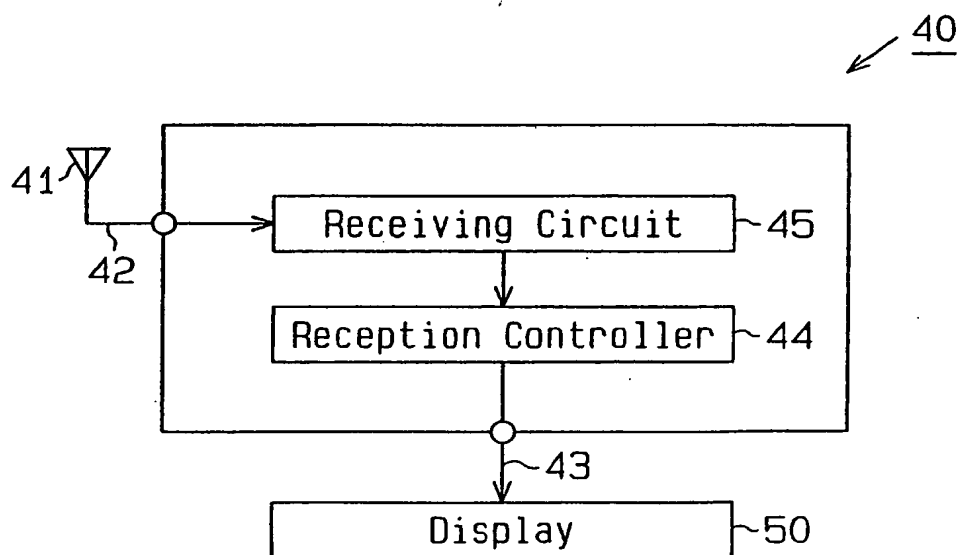 40
41
42
Receiving Circuit
45
Reception Controller
44
43
Display
50